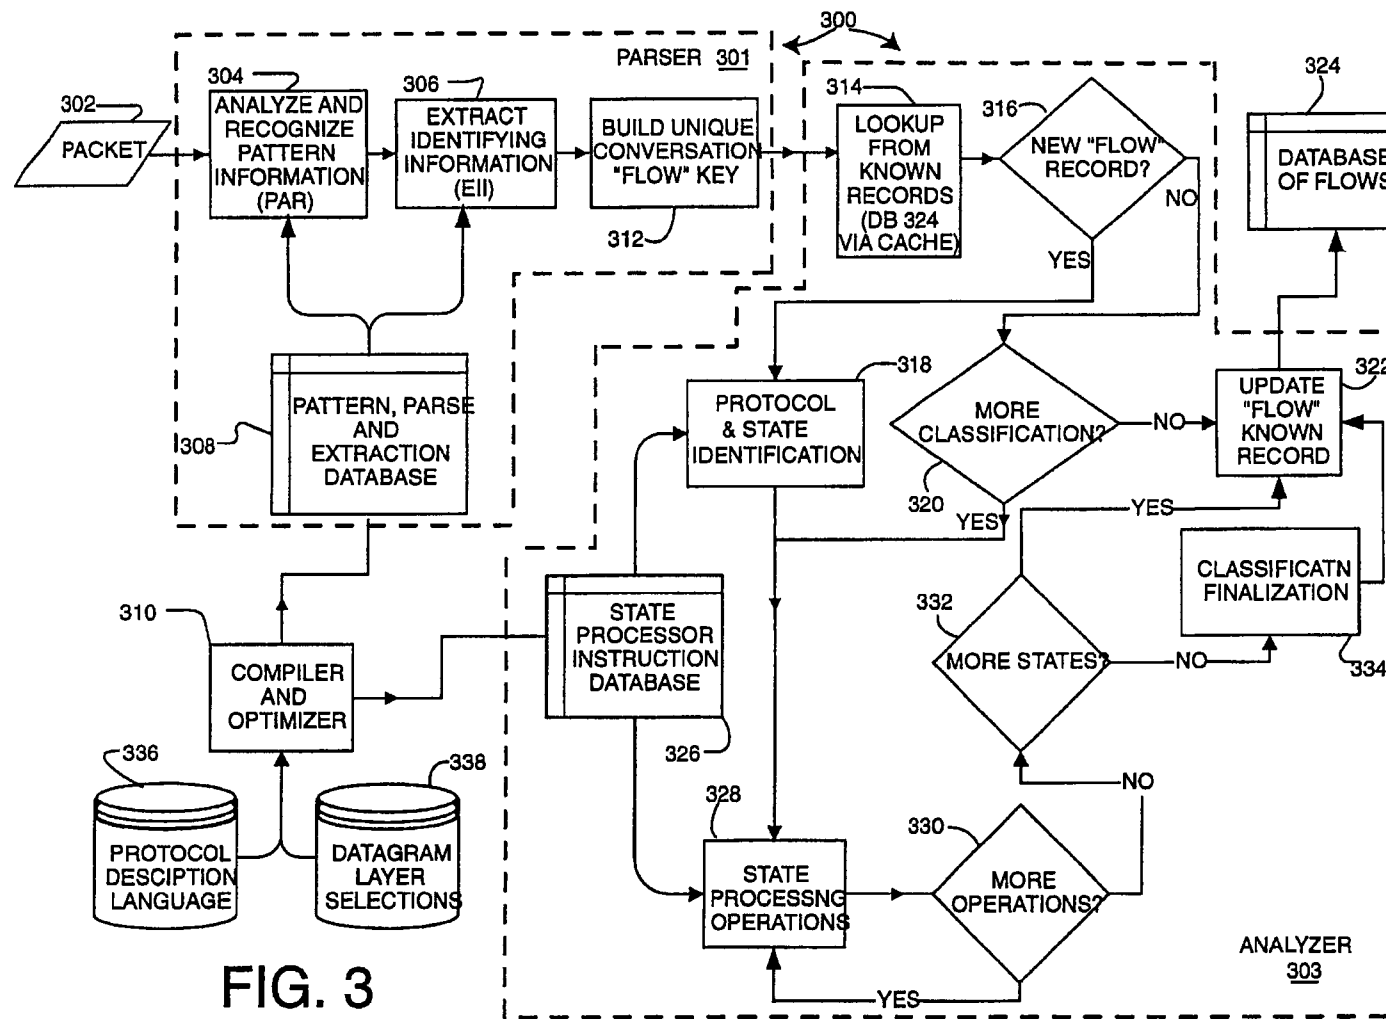 300
PARSER 301
302
PACKET
304
ANALYZE AND
RECOGNIZE
PATTERN
INFORMATION
(PAR)
306
EXTRACT
IDENTIFYING
INFORMATION
(EII)
BUILD UNIQUE
CONVERSATION
"FLOW" KEY
312
314
LOOKUP
FROM
KNOWN
RECORDS
(DB 324
VIA CACHE)
316
NEW "FLOW"
RECORD?
NO
YES
324
DATABASE
OF FLOWS
308
PATTERN, PARSE
AND
EXTRACTION
DATABASE
318
PROTOCOL
& STATE
IDENTIFICATION
MORE
CLASSIFICATION?
320
NO
YES
322
UPDATE
"FLOW"
KNOWN
RECORD
YES
CLASSIFICATN
FINALIZATION
334
310
COMPILER
AND
OPTIMIZER
STATE
PROCESSOR
INSTRUCTION
DATABASE
326
332
MORE STATES?
NO
NO
336
PROTOCOL
DESCIPTION
LANGUAGE
338
DATAGRAM
LAYER
SELECTIONS
328
STATE
PROCESSNG
OPERATIONS
330
MORE
OPERATIONS?
YES
ANALYZER
303
FIG. 3